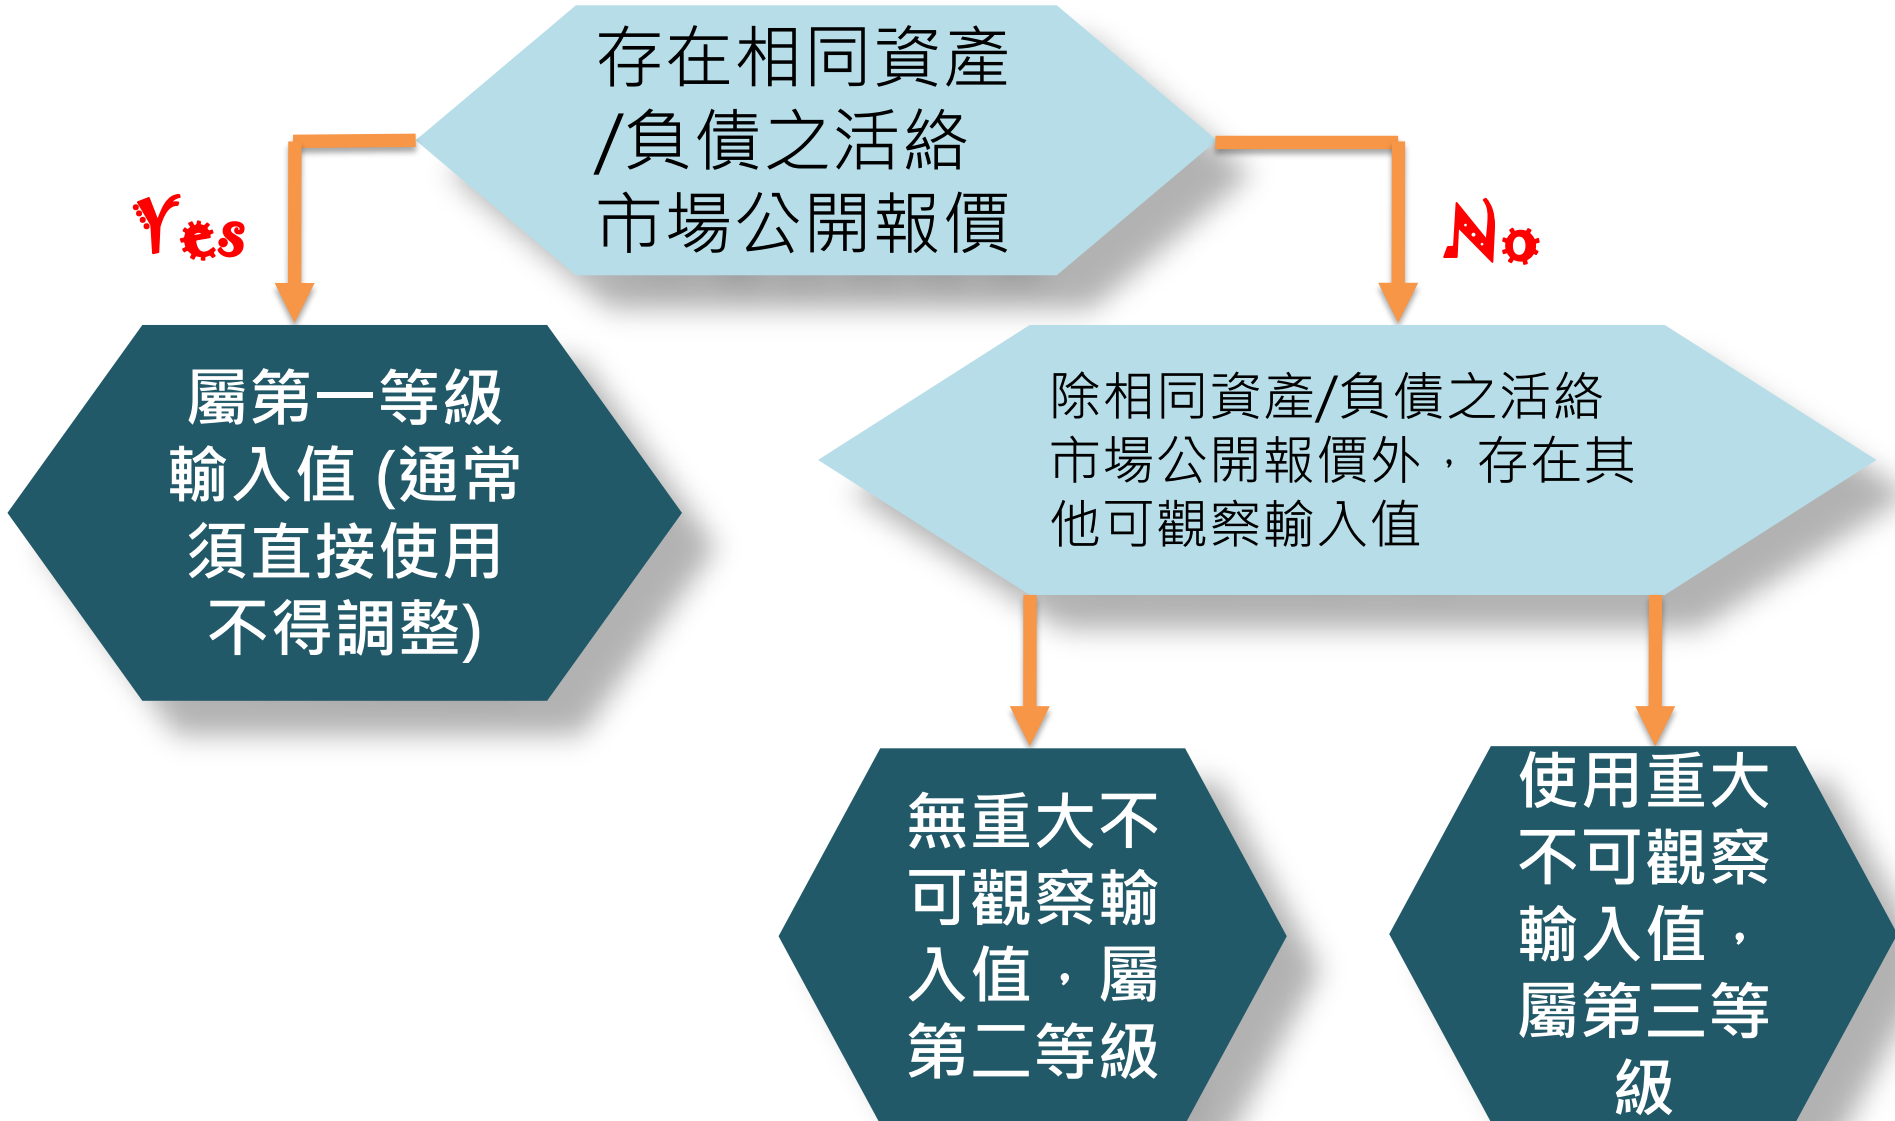 存在相同資產
/負債之活絡
市場公開報價
Yes
No
屬第一等級
輸入值 (通常
須直接使用
不得調整)
除相同資產/負債之活絡
市場公開報價外，存在其
他可觀察輸入值
無重大不
可觀察輸
入值，屬
第二等級
使用重大
不可觀察
輸入值，
屬第三等
級